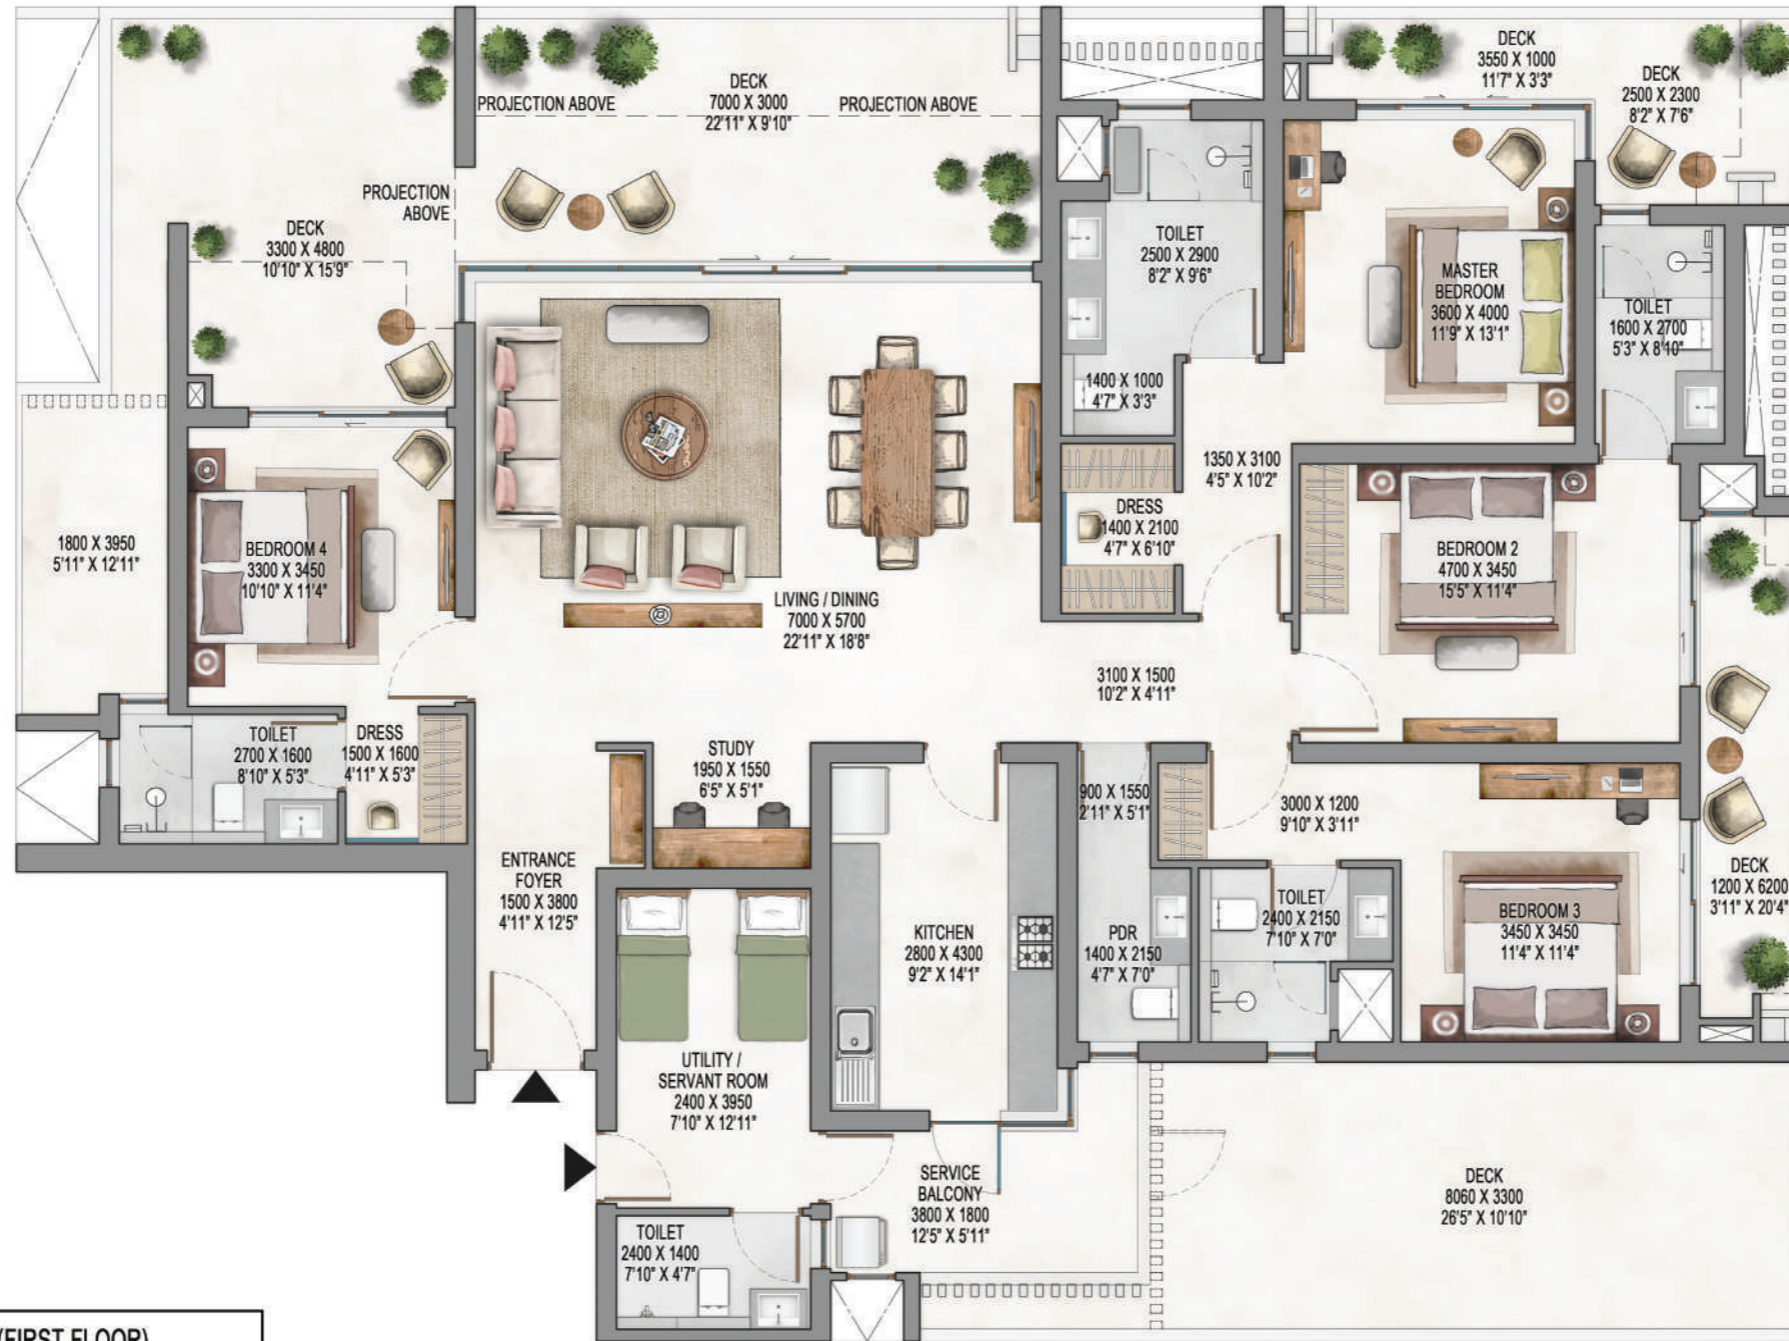 DECK
3550 X 1000
11'7" X 3'3"
DECK
2500 X 2300
8'2" X 7'6"
DECK
7000 X 3000
22'11" X 9'10"
PROJECTION ABOVE
PROJECTION ABOVE
PROJECTION
ABOVE
DECK
3300 X 4800
10'10" X 15'9"
TOILET
2500 X 2900
8'2" X 9'6"
MASTER
BEDROOM
3600 X 4000
11'9" X 13'1"
TOILET
1600 X 2700
5'3" X 8'10"
1400 X 1000
4'7" X 3'3"
1350 X 3100
4'5" X 10'2"
DRESS
1400 X 2100
4'7" X 6'10"
1800 X 3950
5'11" X 12'11"
BEDROOM 4
3300 X 3450
10'10" X 11'4"
BEDROOM 2
4700 X 3450
15'5" X 11'4"
LIVING / DINING
7000 X 5700
22'11" X 18'8"
3100 X 1500
10'2" X 4'11"
TOILET
2700 X 1600
8'10" X 5'3"
DRESS
1500 X 1600
4'11" X 5'3"
STUDY
1950 X 1550
6'5" X 5'1"
900 X 1550
2'11" X 5'1"
3000 X 1200
9'10" X 3'11"
ENTRANCE
FOYER
1500 X 3800
4'11" X 12'5"
DECK
1200 X 6200
3'11" X 20'4"
KITCHEN
2800 X 4300
9'2" X 14'1"
PDR
1400 X 2150
4'7" X 7'0"
TOILET
2400 X 2150
7'10" X 7'0"
BEDROOM 3
3450 X 3450
11'4" X 11'4"
UTILITY /
SERVANT ROOM
2400 X 3950
7'10" X 12'11"
SERVICE
BALCONY
3800 X 1800
12'5" X 5'11"
DECK
8060 X 3300
26'5" X 10'10"
TOILET
2400 X 1400
7'10" X 4'7"
(FIRST FLOOR)